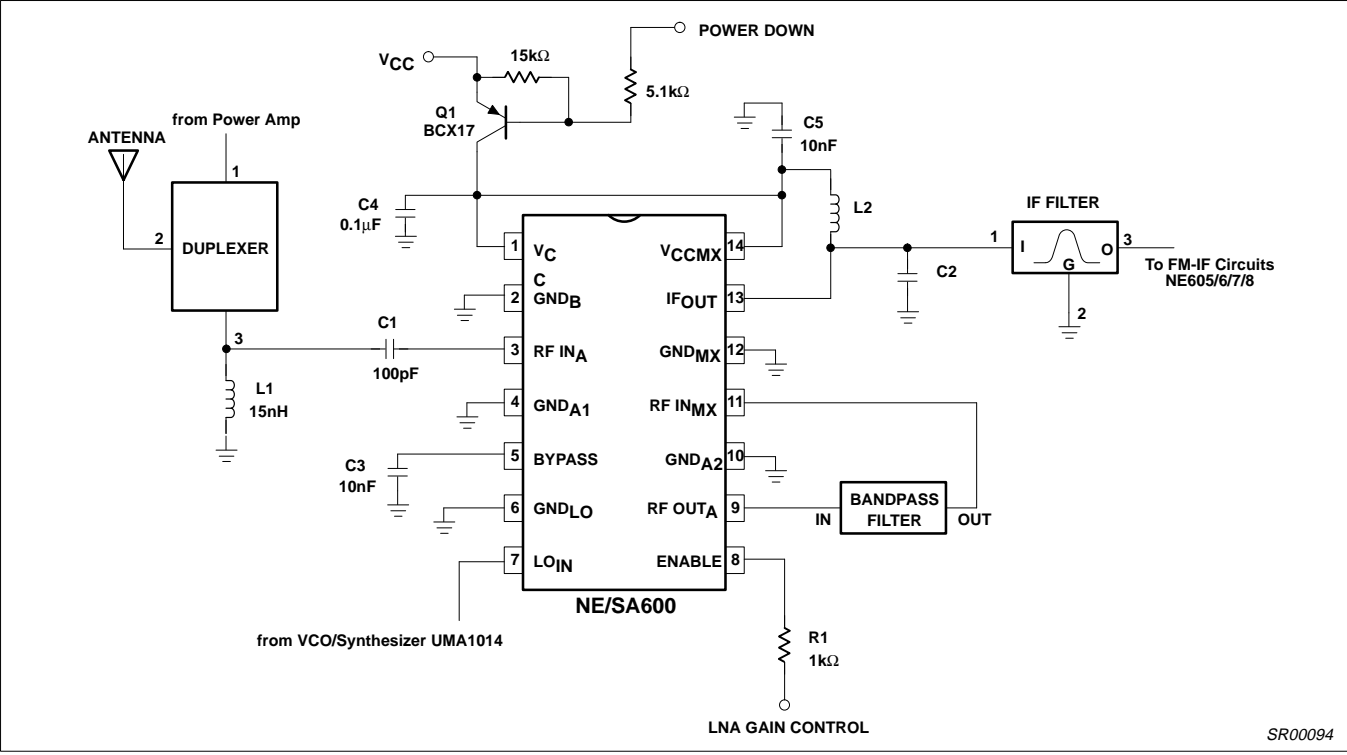 POWER DOWN
VCC
15kΩ
5.1kΩ
Q1
BCX17
C5
10nF
from Power Amp
ANTENNA
1
2
DUPLEXER
3
C4
0.1µF
L2
IF FILTER
1
I
G
O
3
2
To FM-IF Circuits
NE605/6/7/8
C2
C1
100pF
L1
15nH
C3
10nF
1
VC
C
VCCMX
14
2
GNDB
IFOUT
13
3
RF INA
GNDMX
12
4
GNDA1
RF INMX
11
5
BYPASS
GNDA2
10
6
GNDLO
RF OUTA
9
7
LOIN
ENABLE
8
NE/SA600
IN
BANDPASS
FILTER
OUT
from VCO/Synthesizer UMA1014
R1
1kΩ
LNA GAIN CONTROL
SR00094